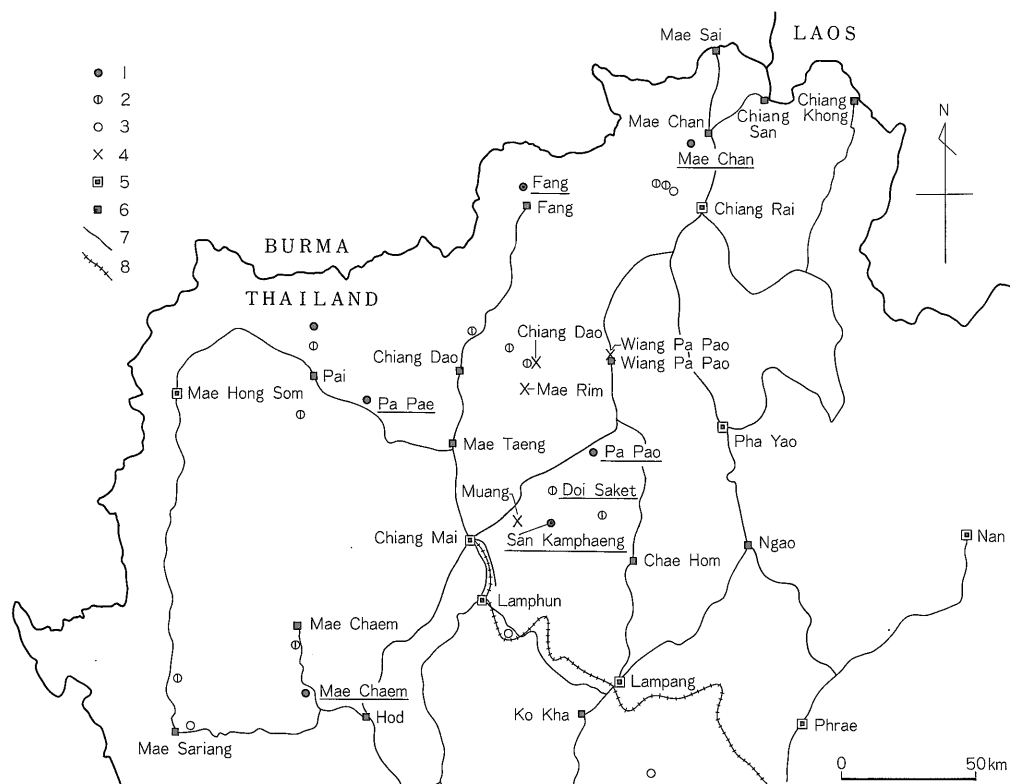 Mae Sai
LAOS
1
2
3
4
5
6
7
8
Mae Chan
Chiang
San
Chiang
Khong
N
Mae Chan
Fang
Fang
Chiang Rai
BURMA
THAILAND
Chiang Dao
Wiang Pa Pao
Wiang Pa Pao
Chiang Dao
Pai
Mae Rim
Mae Hong Som
Pa Pae
Pha Yao
Mae Taeng
Pa Pao
Muang
Doi Saket
Chiang Mai
San Kamphaeng
Nan
Ngao
Chae Hom
Lamphun
Mae Chaem
Lampang
Mae Chaem
Hod
Ko Kha
Phrae
Mae Sariang
0 50km